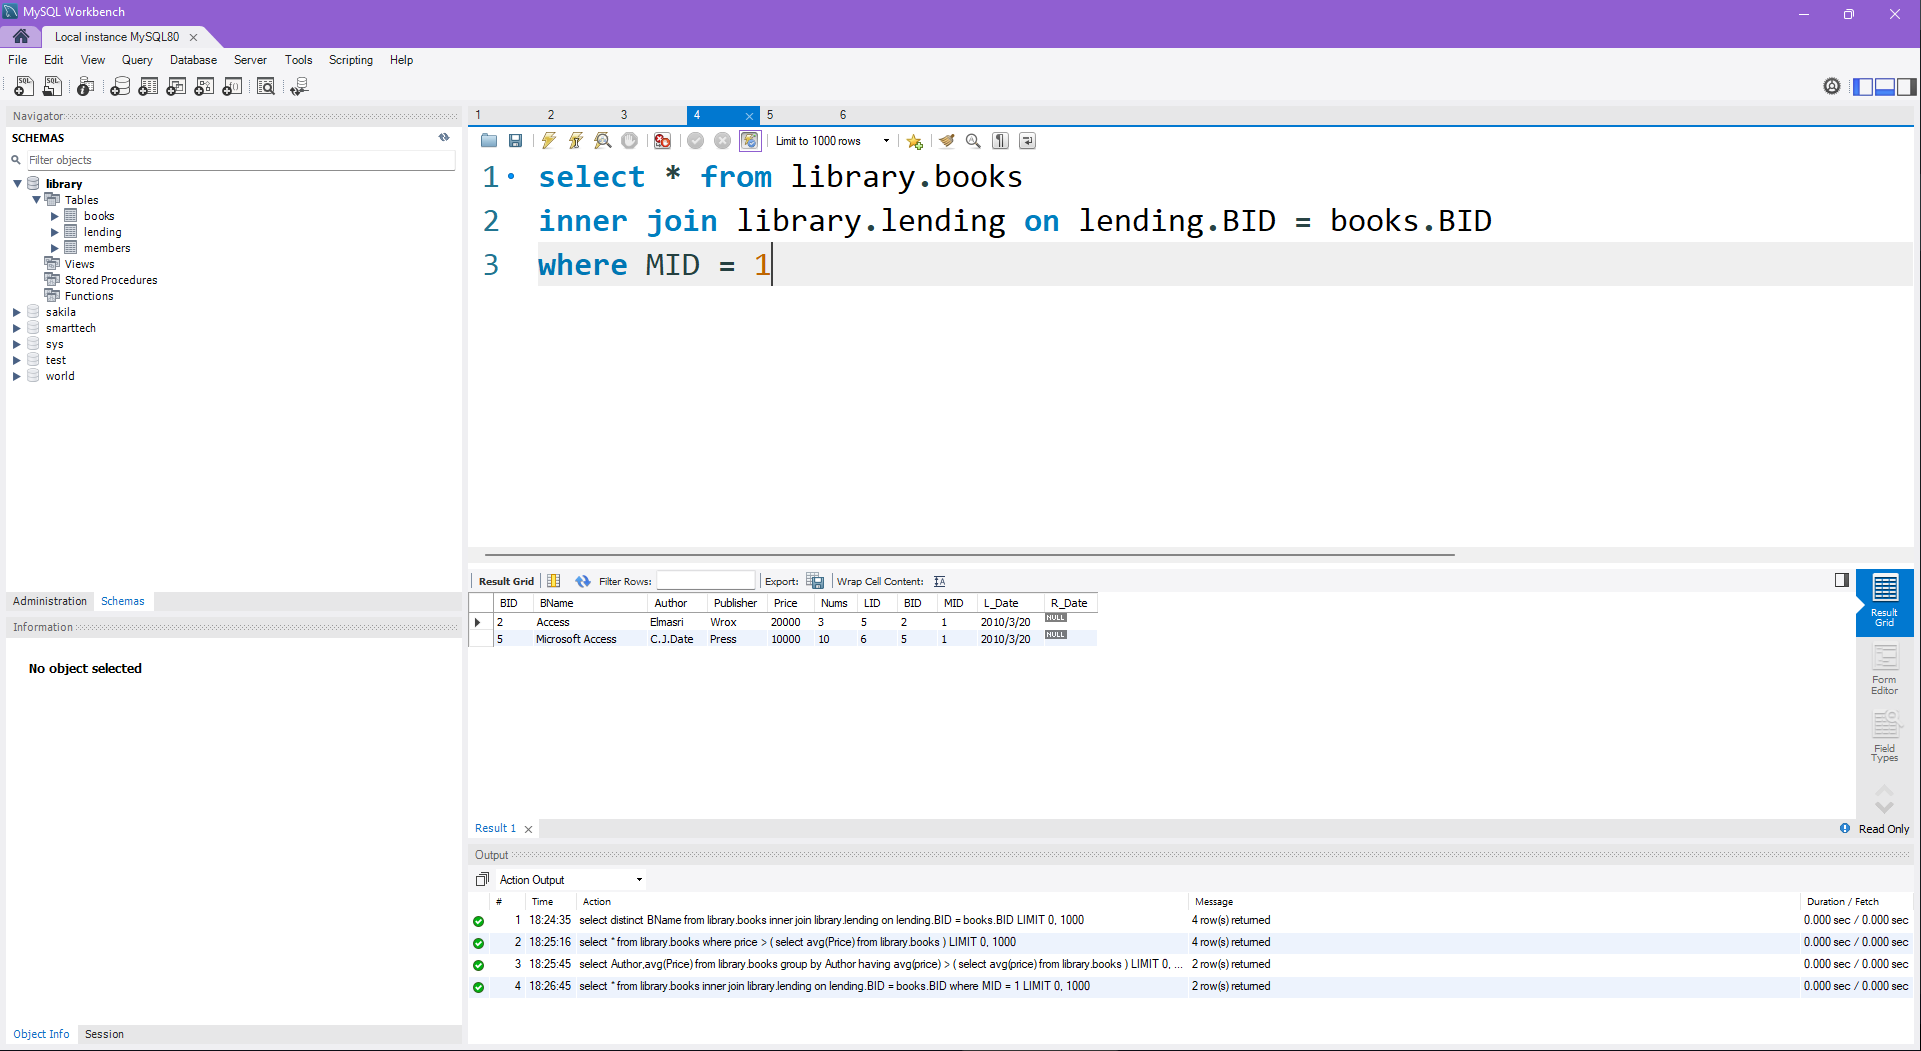 MySQL Workbench
Local instance MySQL80
File Edit View Query Database Server Tools Scripting Help
Navigator
SCHEMAS
Filter objects
library
Tables
books
lending
members
Views
Stored Procedures
Functions
sakila
smarttech
sys
test
world
Administration Schemas
Information
No object selected
Object Info Session
1 2 3 4 5 6
Limit to 1000 rows
1 select * from library.books
2 inner join library.lending on lending.BID = books.BID
3 where MID = 1
Result Grid Filter Rows: Export: Wrap Cell Content:
BID BName Author Publisher Price Nums LID BID MID L_Date R_Date
2 Access Elmasri Wrox 20000 3 5 2 1 2010/3/20 NULL
5 Microsoft Access C.J.Date Press 10000 10 6 5 1 2010/3/20 NULL
Result
Grid
Form
Editor
Field
Types
Result 1
Read Only
Output
Action Output
# Time Action Message Duration / Fetch
1 18:24:35 select distinct BName from library.books inner join library.lending on lending.BID = books.BID LIMIT 0, 1000 4 row(s) returned 0.000 sec / 0.000 sec
2 18:25:16 select * from library.books where price > ( select avg(Price) from library.books ) LIMIT 0, 1000 4 row(s) returned 0.000 sec / 0.000 sec
3 18:25:45 select Author,avg(Price) from library.books group by Author having avg(price) > ( select avg(price) from library.books ) LIMIT 0, ... 2 row(s) returned 0.000 sec / 0.000 sec
4 18:26:45 select * from library.books inner join library.lending on lending.BID = books.BID where MID = 1 LIMIT 0, 1000 2 row(s) returned 0.000 sec / 0.000 sec